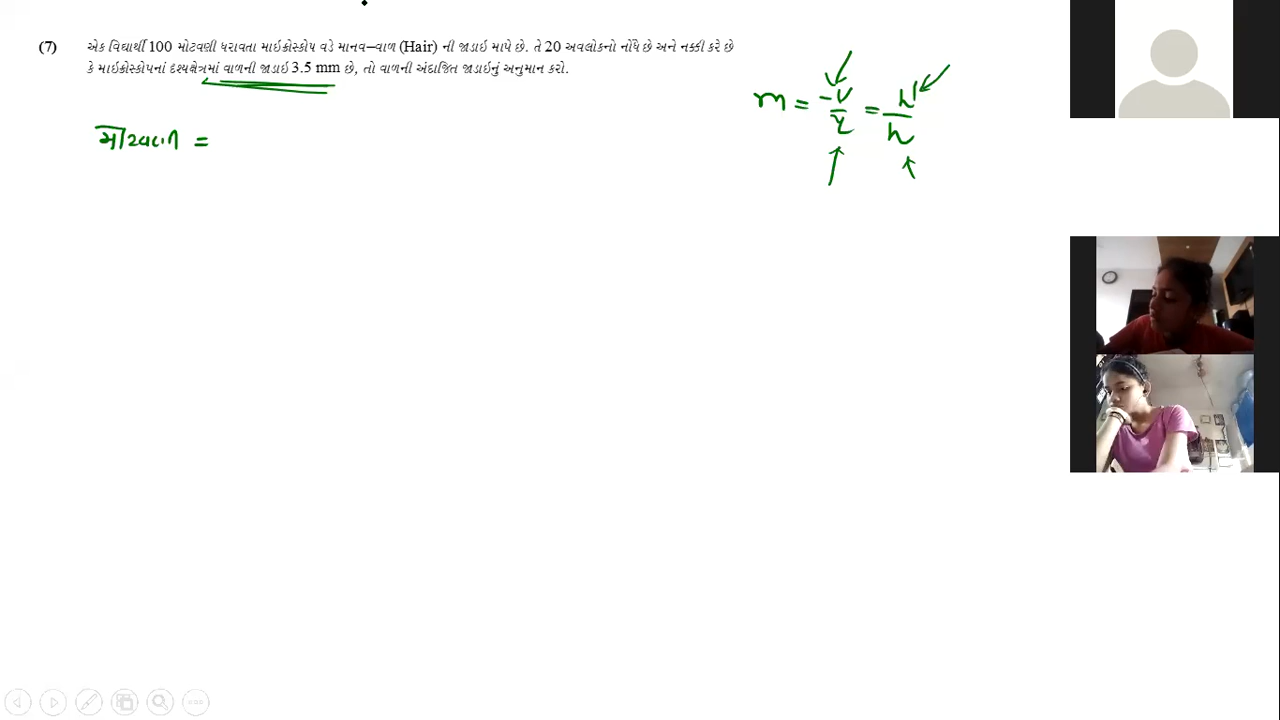 (7) એક વિદ્યાર્થી 100 મોટવણી ધરાવતા માઇક્રોસ્કોપ વડે માનવ–વાળ (Hair) ની જાડાઇ માપે છે. તે 20 અવલોકનો નોંધે છે અને નક્કી કરે છે
કે માઇક્રોસ્કોપનાં દૃશ્યક્ષેત્રમાં વાળની જાડાઇ 3.5 mm છે, તો વાળની અંદાજિત જાડાઇનું અનુમાન કરો.
m = -v/u = h'/h
મોટવણી =